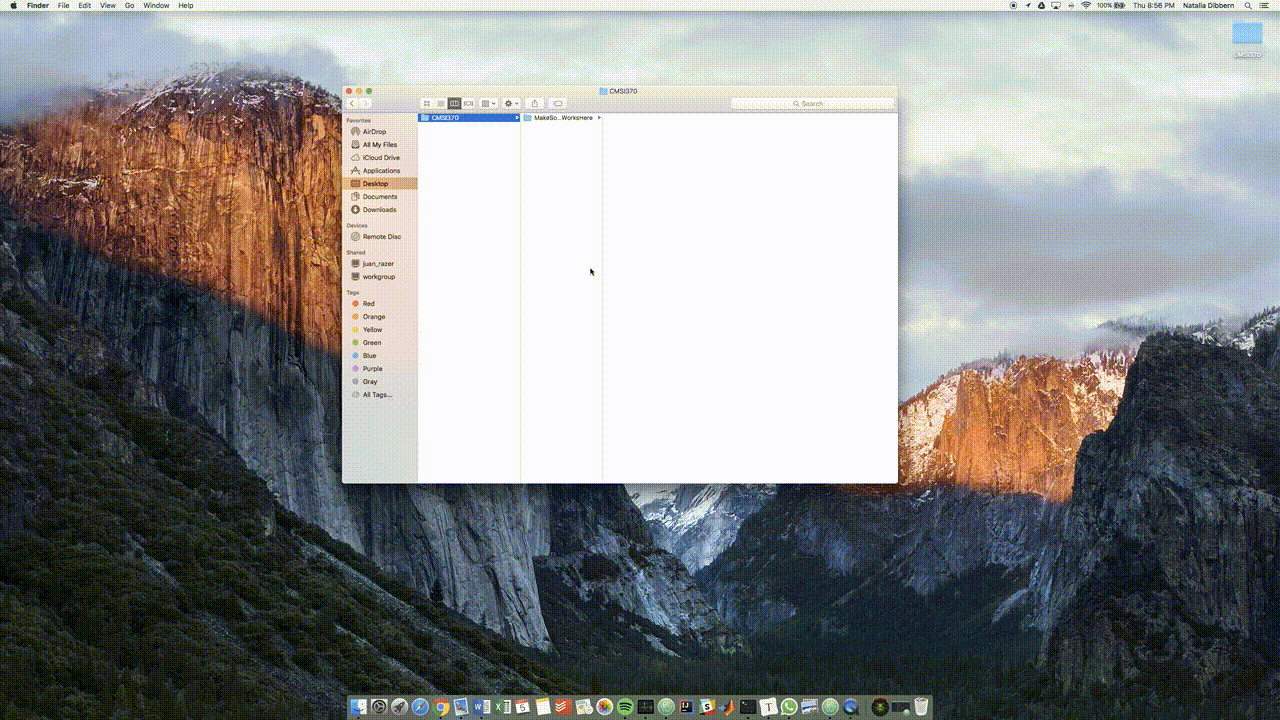 Finder File Edit View Go Window Help 100% Thu 8:56 PM Natalia Dibbern
CMSI370
CMSI370
Search
Favorites
AirDrop
All My Files
iCloud Drive
Applications
Desktop
Documents
Downloads
Devices
Remote Disc
Shared
juan_razer
workgroup
Tags
Red
Orange
Yellow
Green
Blue
Purple
Gray
All Tags...
CMSI370
MakeSo...WorksHere
5